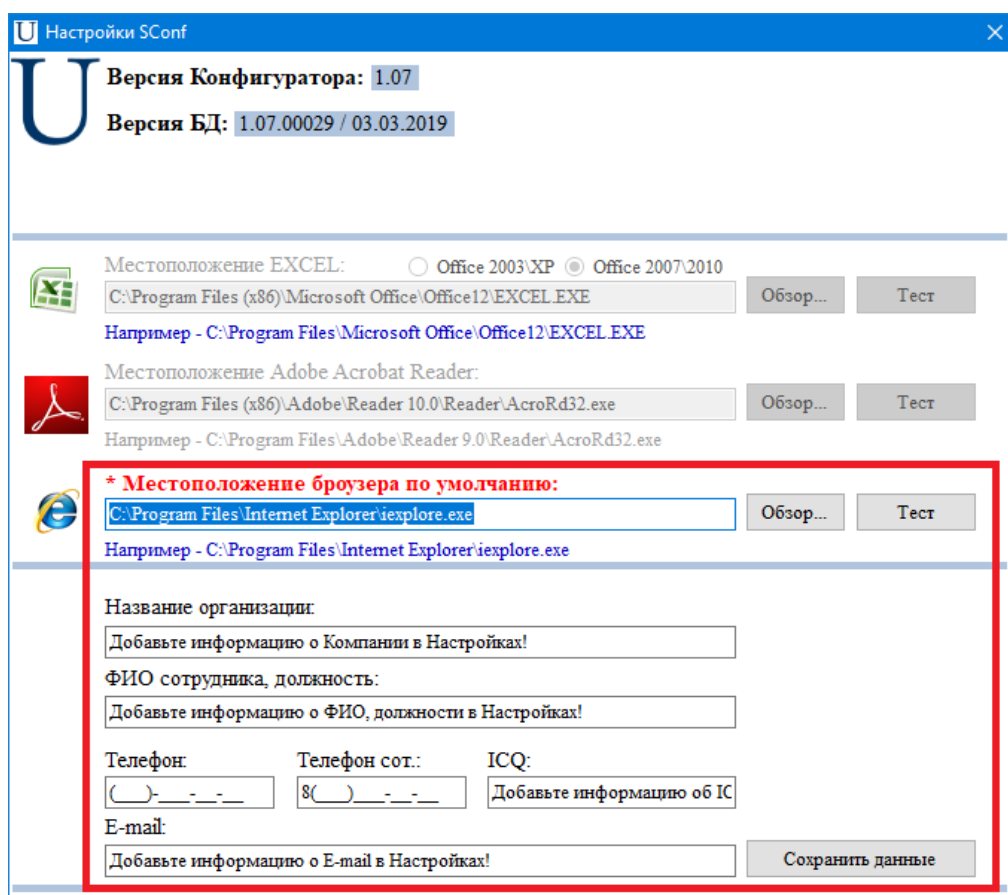 U Настройки SConf
U
Версия Конфигуратора: 1.07
Версия БД: 1.07.00029 / 03.03.2019
Местоположение EXCEL: Office 2003\XP Office 2007\2010
C:\Program Files (x86)\Microsoft Office\Office12\EXCEL.EXE Обзор... Тест
Например - C:\Program Files\Microsoft Office\Office12\EXCEL.EXE
Местоположение Adobe Acrobat Reader:
C:\Program Files (x86)\Adobe\Reader 10.0\Reader\AcroRd32.exe Обзор... Тест
Например - C:\Program Files\Adobe\Reader 9.0\Reader\AcroRd32.exe
* Местоположение броузера по умолчанию:
C:\Program Files\Internet Explorer\iexplore.exe Обзор... Тест
Например - C:\Program Files\Internet Explorer\iexplore.exe
Название организации:
Добавьте информацию о Компании в Настройках!
ФИО сотрудника, должность:
Добавьте информацию о ФИО, должности в Настройках!
Телефон: Телефон сот.: ICQ:
(___)-___-__-__ 8(___)___-__-__ Добавьте информацию об IC
E-mail:
Добавьте информацию о E-mail в Настройках! Сохранить данные